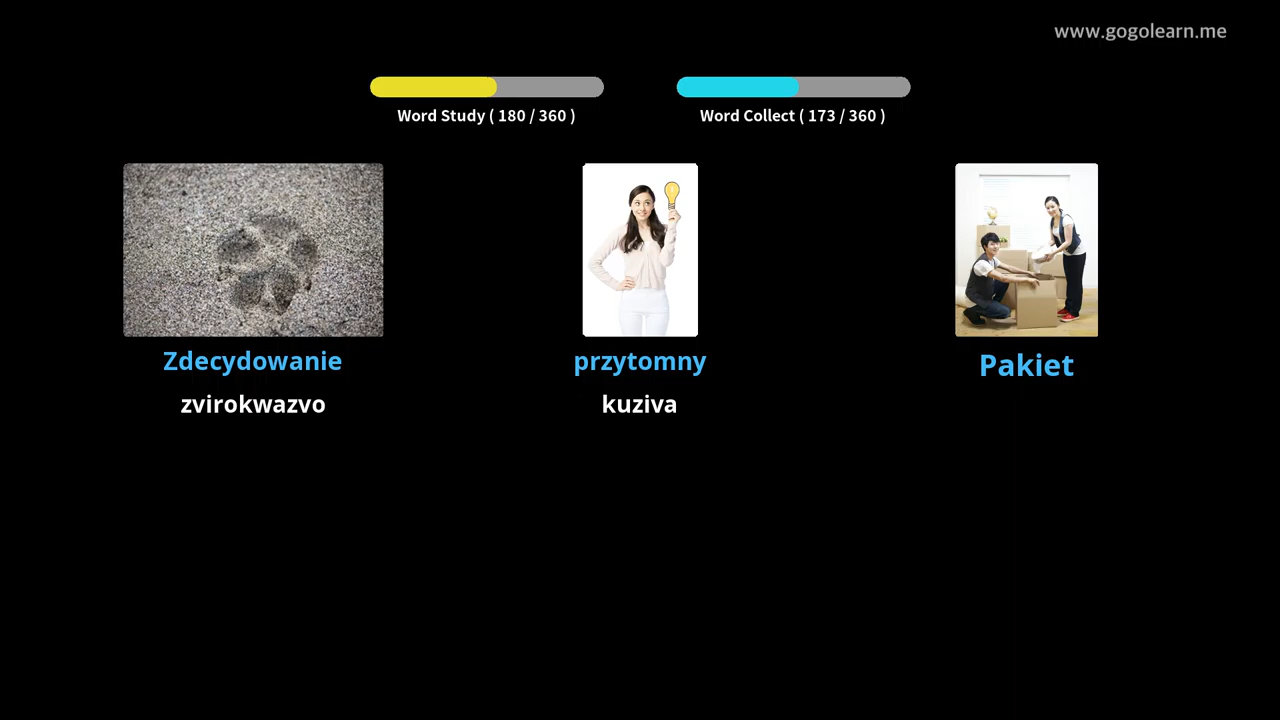 www.gogolearn.me
Word Study ( 180 / 360 )
Word Collect ( 173 / 360 )
Zdecydowanie
zvirokwazvo
przytomny
kuziva
Pakiet